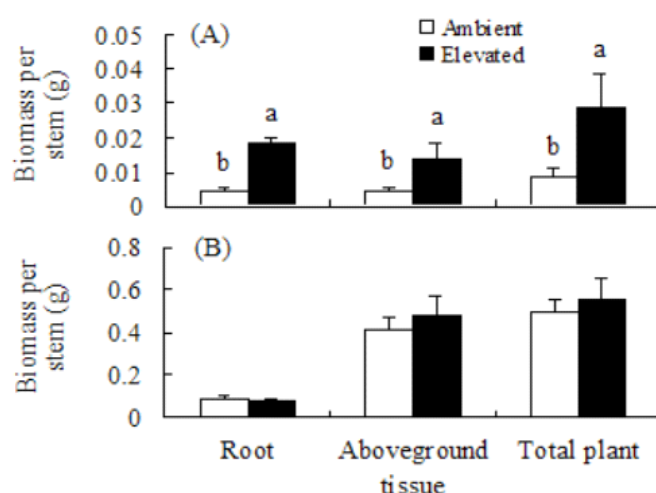 (A)
Ambient
Elevated
Biomass per
stem (g)
0.05
0.04
0.03
0.02
0.01
0
b
a
b
a
b
a
(B)
Biomass per
stem (g)
0.8
0.6
0.4
0.2
0
Root
Aboveground
tissue
Total plant